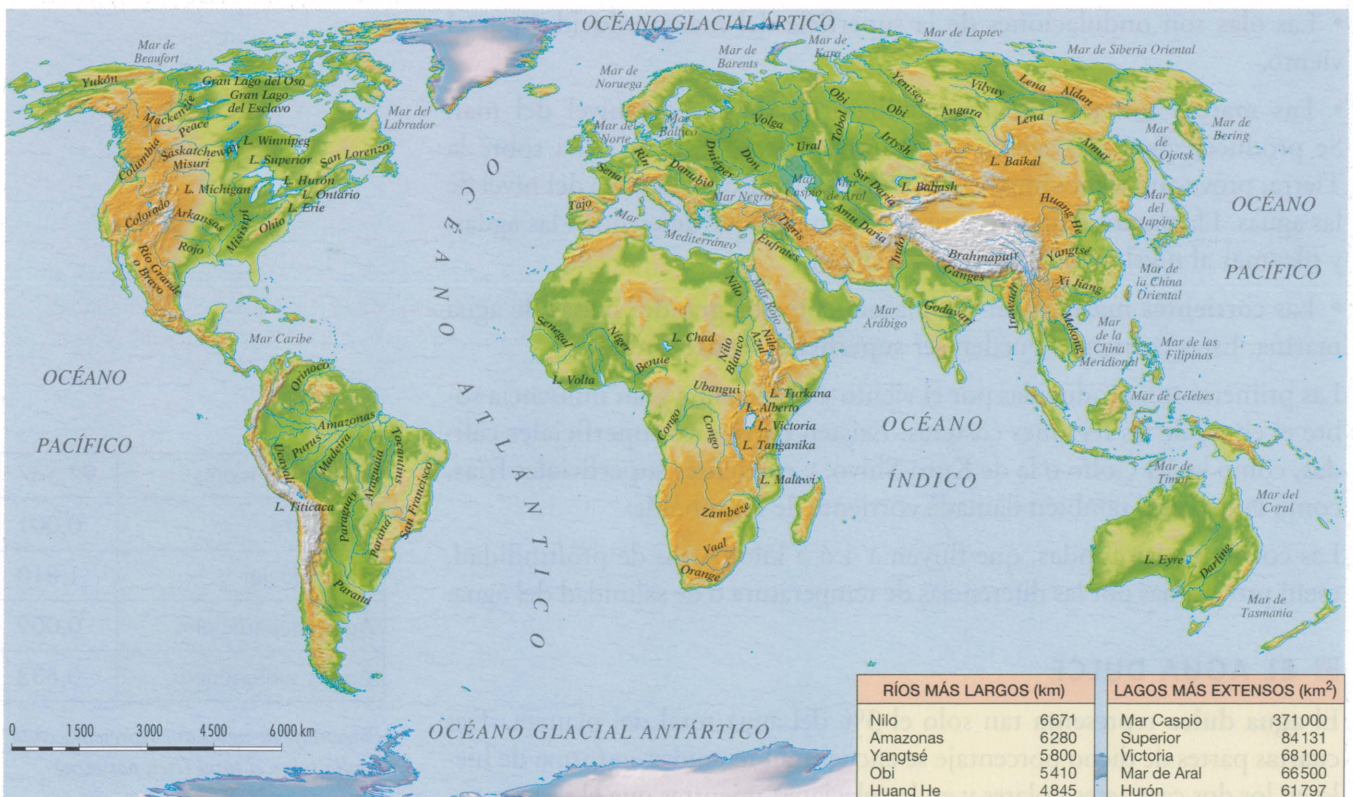 OCÉANO GLACIAL ÁRTICO
Mar de
Beaufort
Mar de
Barents
Mar de
Kara
Mar de Laptev
Mar de Siberia Oriental
Mar de
Noruega
Yukón
Gran Lago del Oso
Gran Lago
del Esclavo
Mackenzie
Peace
Mar del
Labrador
Obi
Obi
Yenisey
Vilyuy
Lena
Aldan
Angara
Lena
Mar de
Bering
Mar
de
Ojotsk
Amur
L. Winnipeg
Saskatchewan
Misuri
Columbia
L. Superior
San Lorenzo
L. Hurón
L. Michigan
L. Ontario
L. Erie
Mar del
Norte
Mar
Báltico
Volga
Tobol
Irtysh
Ural
L. Baikal
Rin
Sena
Danubio
Dniéper
Don
Mar Negro
Mar
Caspio
Mar
de Aral
Sir Daria
L. Baljash
Amu Daria
Mar
del
Japón
OCÉANO
PACÍFICO
Colorado
Arkansas
Misisipi
Ohio
Rojo
Río Grande
o Bravo
Tajo
Mar
Mediterráneo
Tigris
Éufrates
Indo
Huang He
Brahmaputra
Ganges
Yangtsé
Xi Jiang
Mar de
la China
Oriental
OCÉANO ATLÁNTICO
Mar Caribe
Nilo
Mar Rojo
Mar
Arábigo
Godavari
Irawadi
Mekong
Mar
de la
China
Meridional
Mar de las
Filipinas
Senegal
Níger
L. Chad
Nilo
Blanco
Nilo
Azul
L. Volta
Benue
Ubangui
L. Turkana
L. Alberto
L. Victoria
L. Tanganika
Congo
Congo
L. Malawi
Zambeze
Vaal
Orange
OCÉANO
PACÍFICO
Orinoco
Amazonas
Purus
Madeira
Ucayali
Araguaia
Tocantins
San Francisco
L. Titicaca
Paraguay
Paraná
Paraná
OCÉANO
ÍNDICO
Mar de Célebes
Mar de
Timor
Mar del
Coral
L. Eyre
Darling
Mar de
Tasmania
0 1500 3000 4500 6000 km
OCÉANO GLACIAL ANTÁRTICO
RÍOS MÁS LARGOS (km)
Nilo 6671
Amazonas 6280
Yangtsé 5800
Obi 5410
Huang He 4845
LAGOS MÁS EXTENSOS (km²)
Mar Caspio 371000
Superior 84131
Victoria 68100
Mar de Aral 66500
Hurón 61797